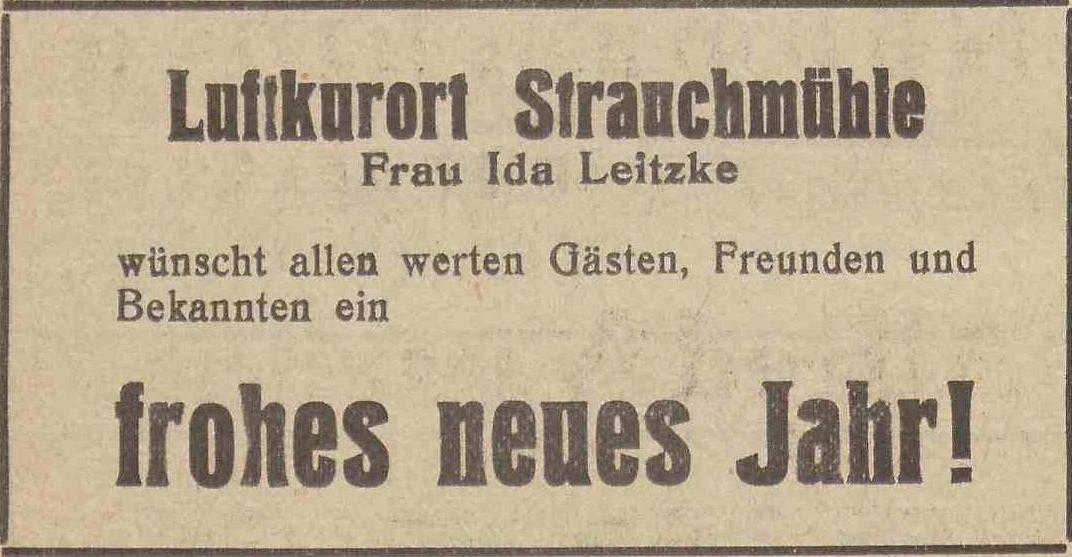 Luftkurort Strauchmühle
Frau Ida Leitzke
wünscht allen werten Gästen, Freunden und
Bekannten ein
frohes neues Jahr!